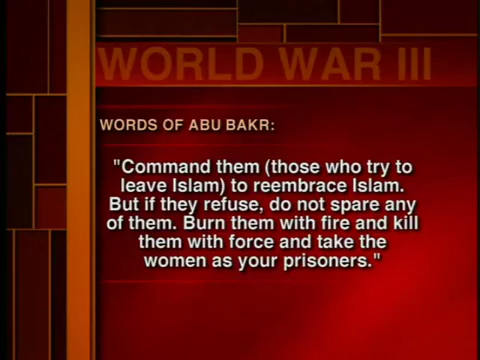 WORLD WAR III
WORDS OF ABU BAKR:
"Command them (those who try to
leave Islam) to reembrace Islam.
But if they refuse, do not spare any
of them. Burn them with fire and kill
them with force and take the
women as your prisoners."